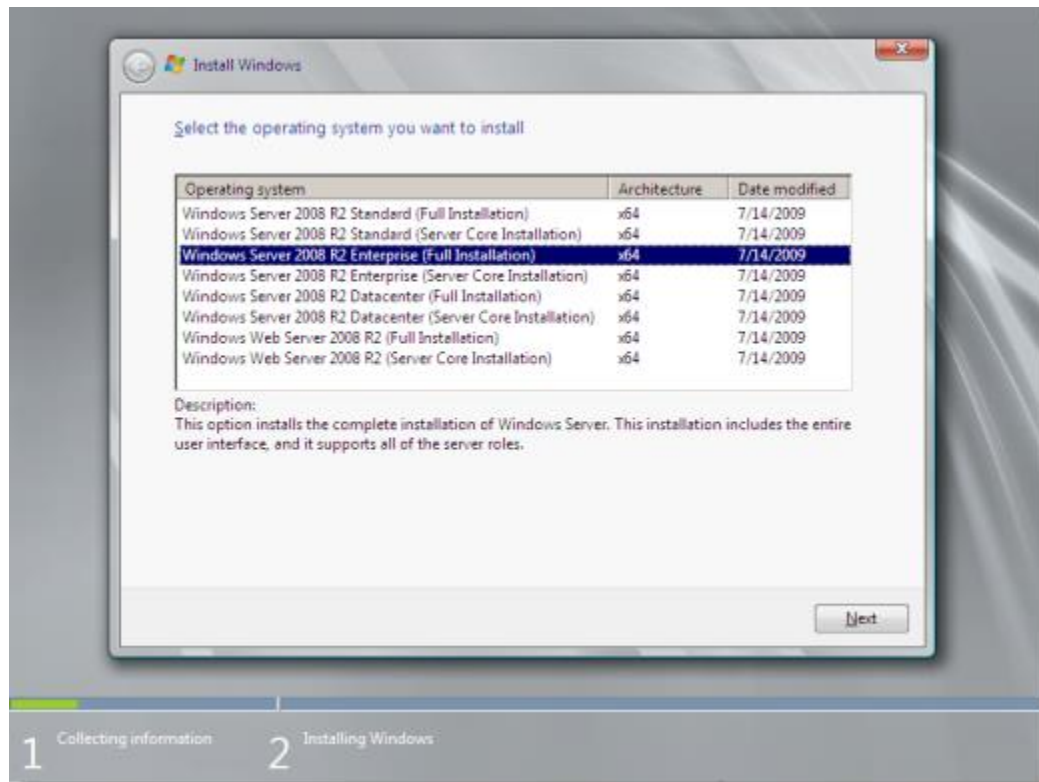 Install Windows
Select the operating system you want to install
Operating system Architecture Date modified
Windows Server 2008 R2 Standard (Full Installation) x64 7/14/2009
Windows Server 2008 R2 Standard (Server Core Installation) x64 7/14/2009
Windows Server 2008 R2 Enterprise (Full Installation) x64 7/14/2009
Windows Server 2008 R2 Enterprise (Server Core Installation) x64 7/14/2009
Windows Server 2008 R2 Datacenter (Full Installation) x64 7/14/2009
Windows Server 2008 R2 Datacenter (Server Core Installation) x64 7/14/2009
Windows Web Server 2008 R2 (Full Installation) x64 7/14/2009
Windows Web Server 2008 R2 (Server Core Installation) x64 7/14/2009
Description:
This option installs the complete installation of Windows Server. This installation includes the entire
user interface, and it supports all of the server roles.
Next
1 Collecting information 2 Installing Windows